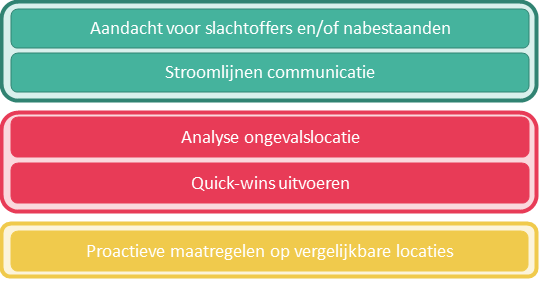 Aandacht voor slachtoffers en/of nabestaanden
Stroomlijnen communicatie
Analyse ongevalslocatie
Quick-wins uitvoeren
Proactieve maatregelen op vergelijkbare locaties